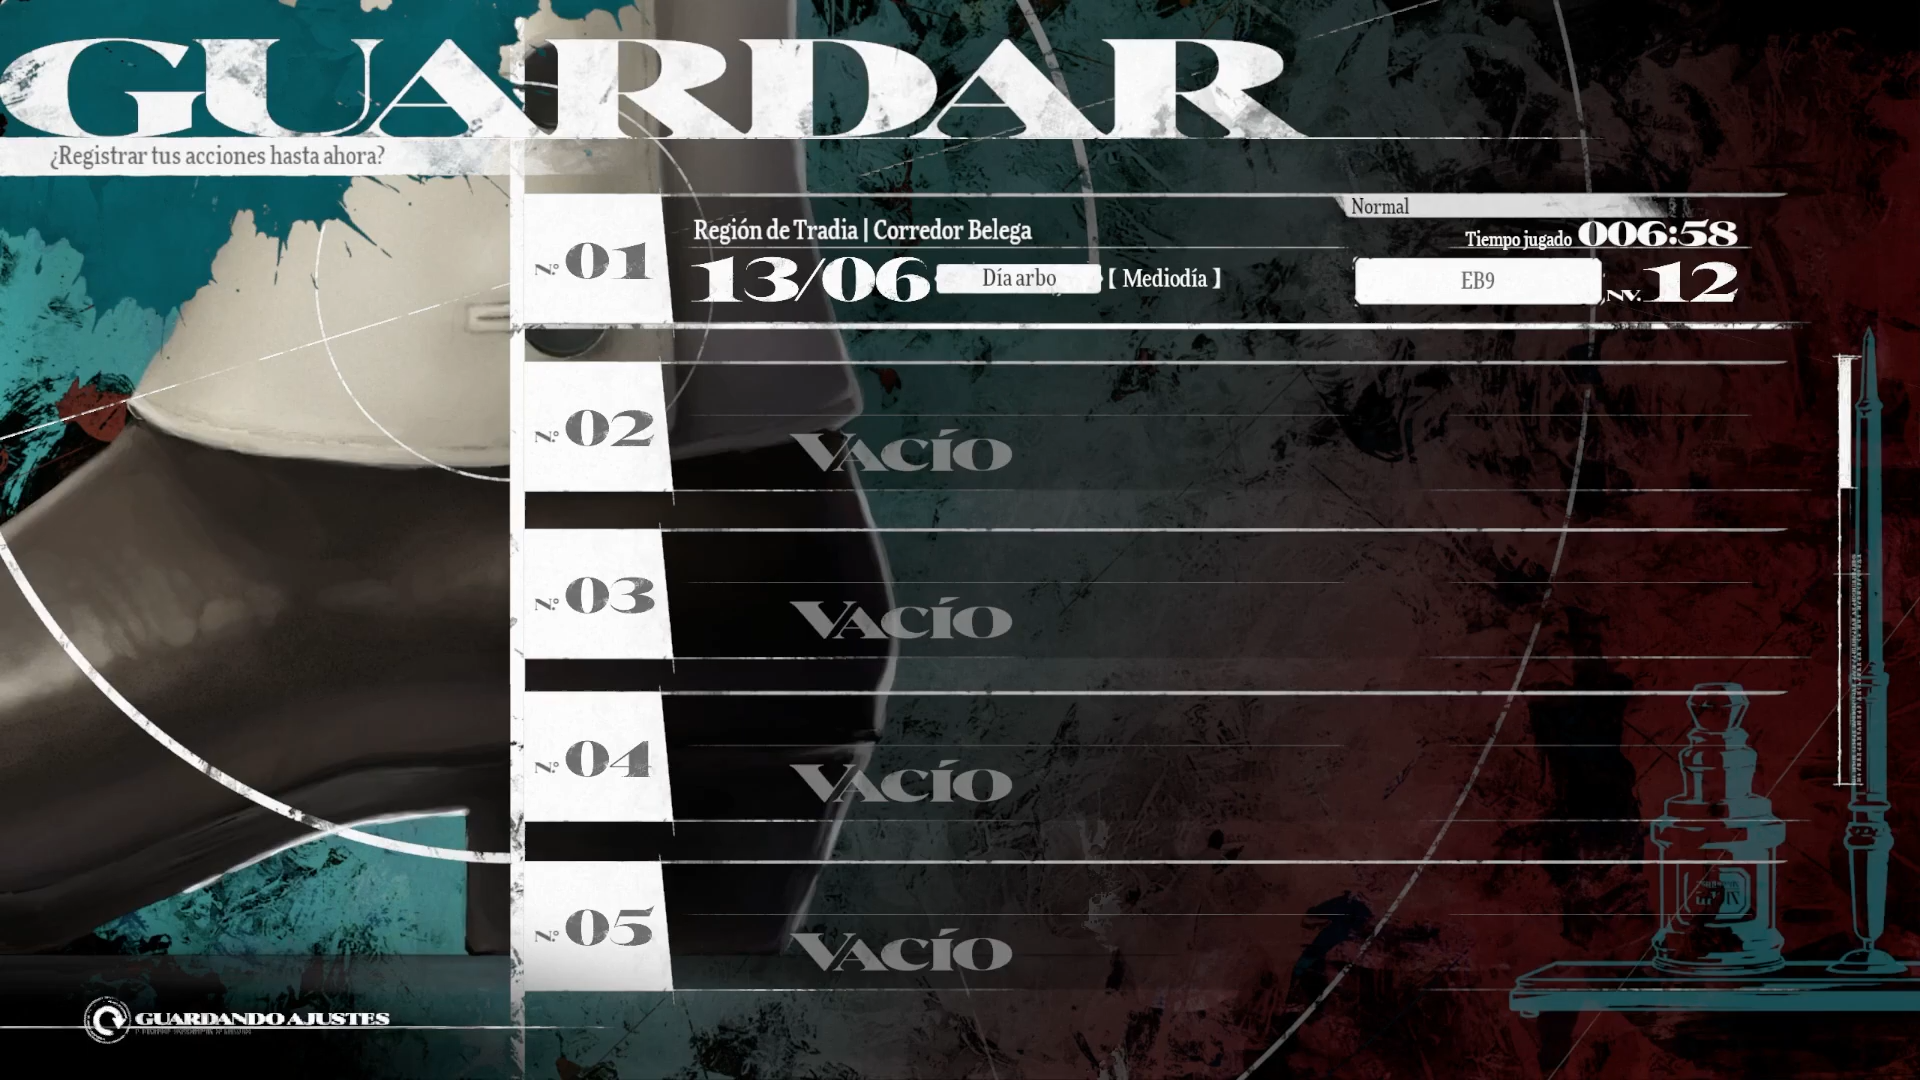 GUARDAR
¿Registrar tus acciones hasta ahora?
Nº 01
Región de Tradia | Corredor Belega
Normal
Tiempo jugado 006:58
13/06 Día arbo 【 Mediodía 】
EB9 NV. 12
Nº 02
VACÍO
Nº 03
VACÍO
Nº 04
VACÍO
Nº 05
VACÍO
GUARDANDO AJUSTES